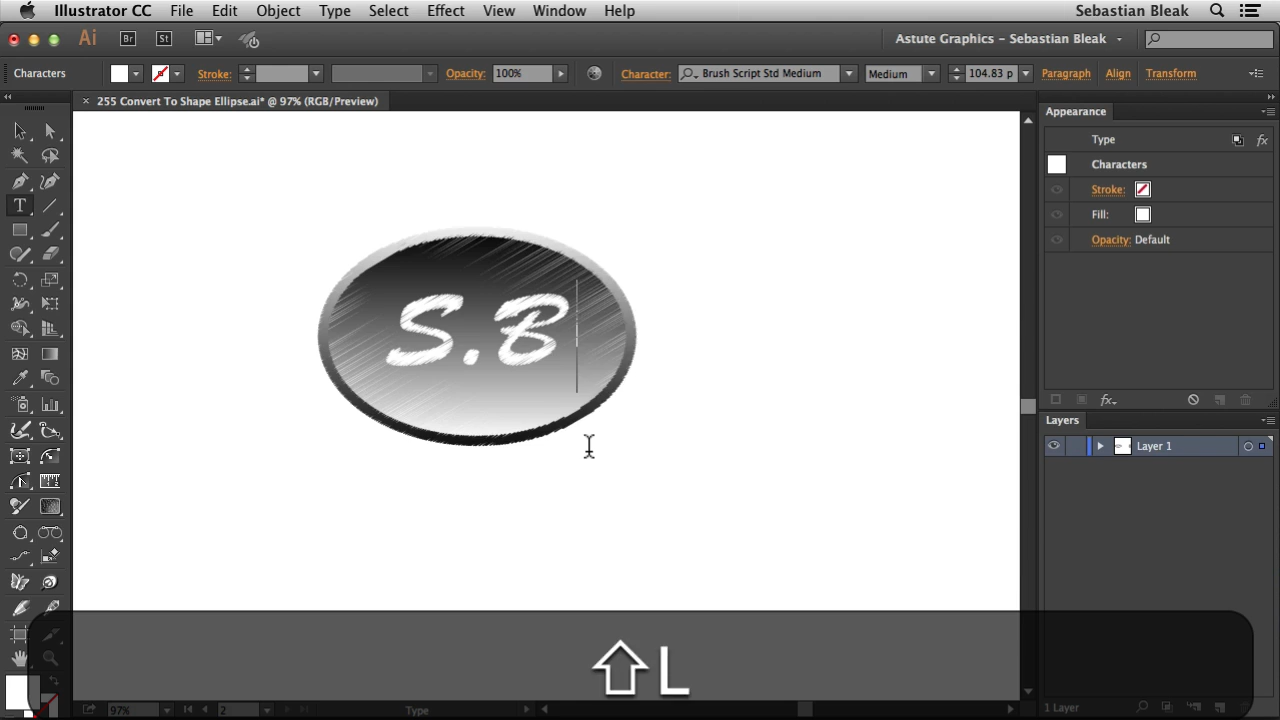 Illustrator CC File Edit Object Type Select Effect View Window Help Sebastian Bleak
Ai Br St Astute Graphics – Sebastian Bleak
Characters Stroke: Opacity: 100% Character: Brush Script Std Medium Medium 104.83 p Paragraph Align Transform
× 255 Convert To Shape Ellipse.ai* @ 97% (RGB/Preview)
Appearance
Type fx
Characters
Stroke:
Fill:
Opacity: Default
fx
Layers
Layer 1
S.B
T
⇧L
97% 2 Type 1 Layer